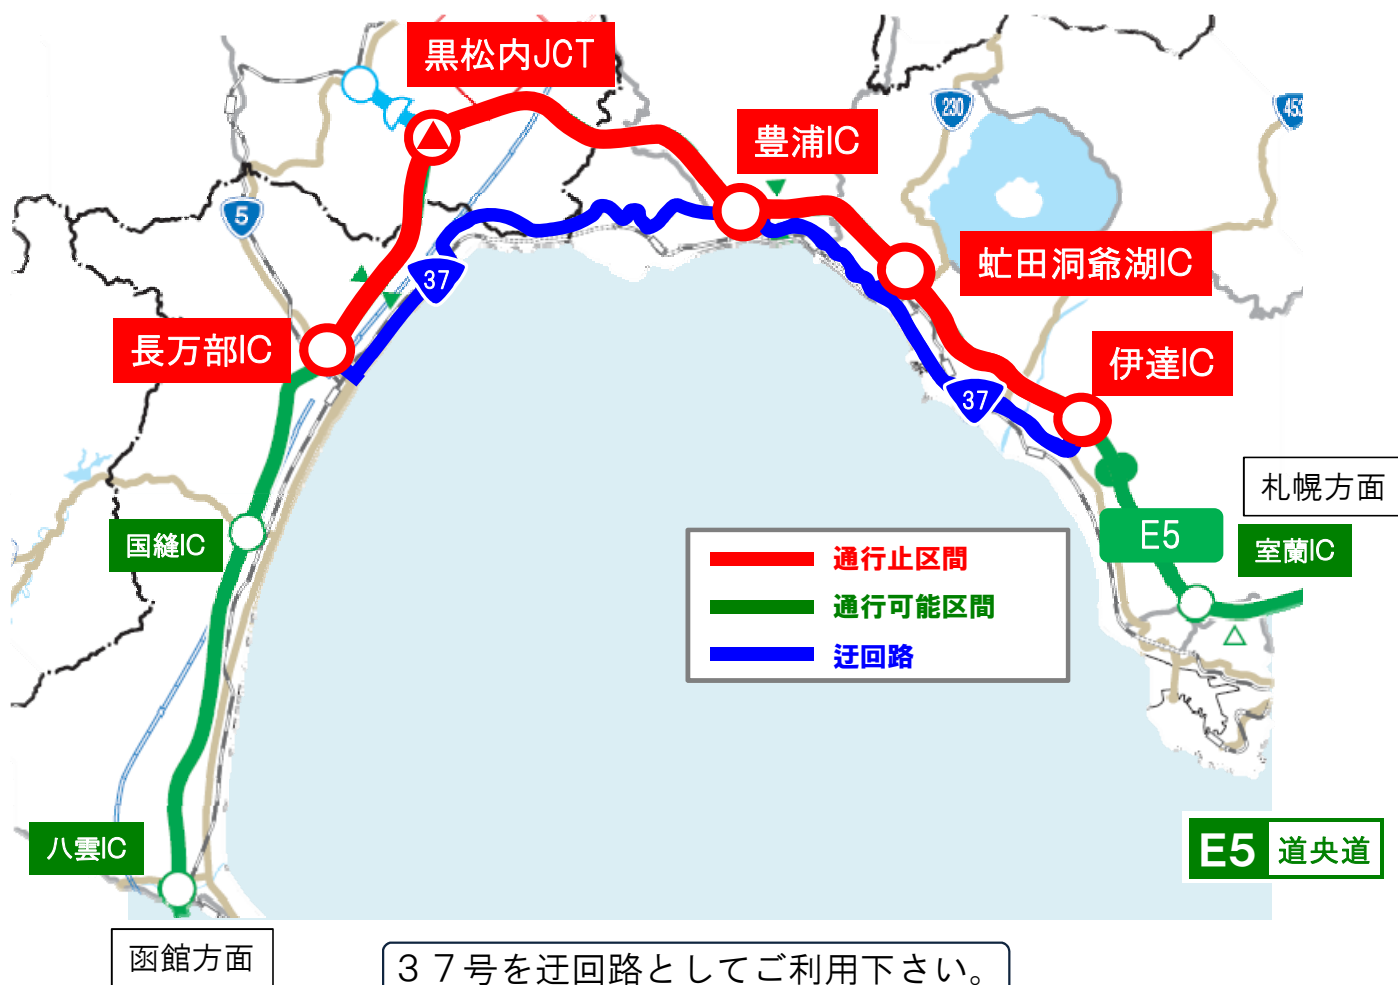 黒松内JCT
豊浦IC
230
453
5
虻田洞爺湖IC
37
長万部IC
伊達IC
37
札幌方面
国縫IC
E5
室蘭IC
通行止区間
通行可能区間
迂回路
八雲IC
E5 道央道
函館方面
３７号を迂回路としてご利用下さい。